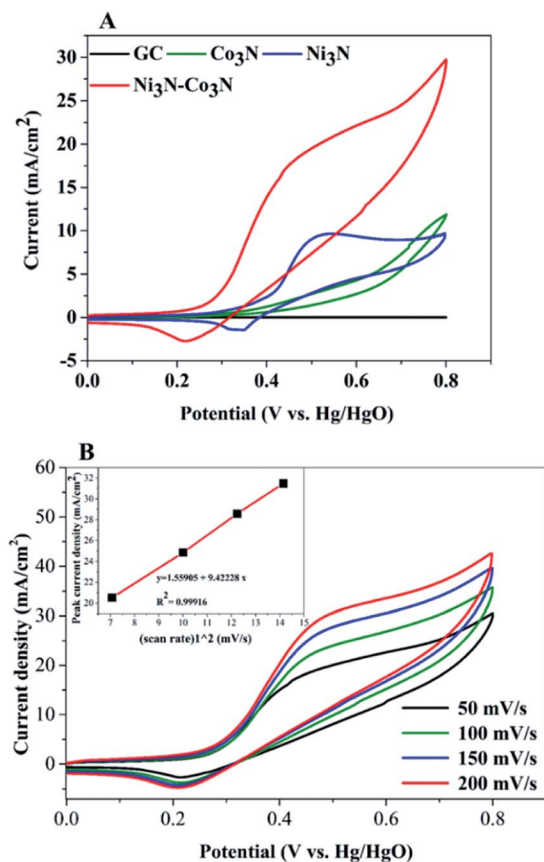 A
GC Co₃N Ni₃N
Ni₃N-Co₃N
30
25
20
15
10
5
0
-5
Current (mA/cm²)
0.0 0.2 0.4 0.6 0.8
Potential (V vs. Hg/HgO)
B
60
50
40
30
20
10
0
Current density (mA/cm²)
32
30
28
26
24
22
20
Peak current density (mA/cm²)
y=1.55905 + 9.42228 x
R² = 0.99916
7 8 9 10 11 12 13 14 15
(scan rate)1^2 (mV/s)
50 mV/s
100 mV/s
150 mV/s
200 mV/s
0.0 0.2 0.4 0.6 0.8
Potential (V vs. Hg/HgO)